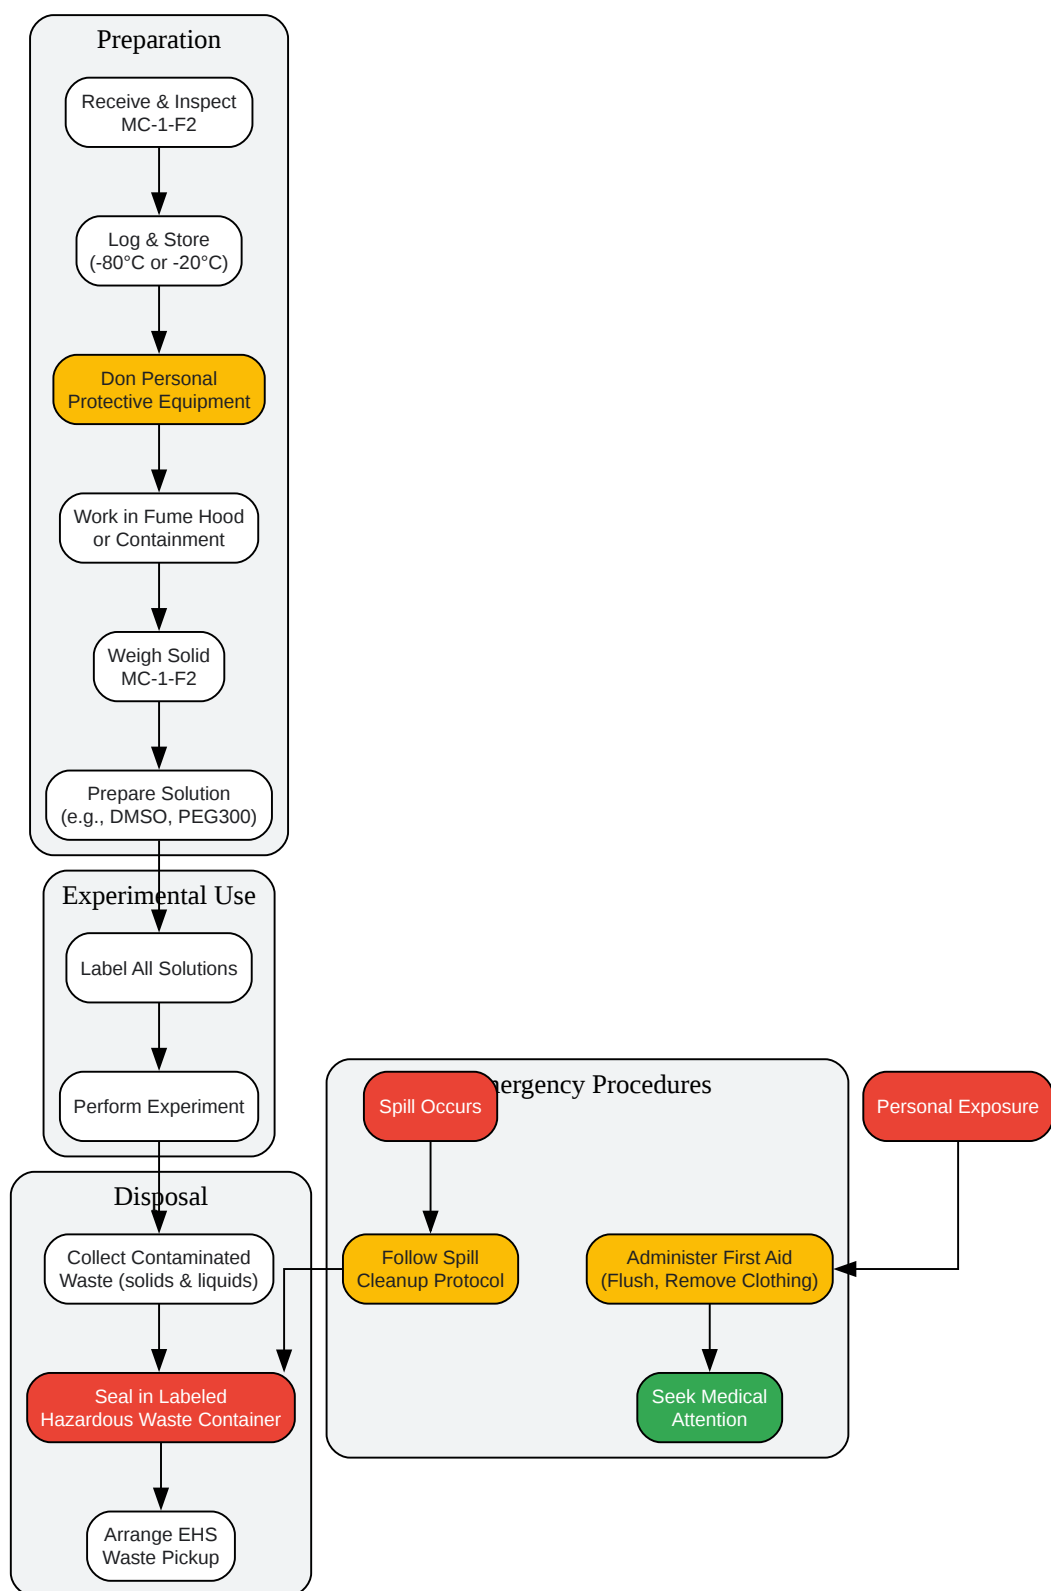 Preparation
Receive & Inspect
MC-1-F2
Log & Store
(-80°C or -20°C)
Don Personal
Protective Equipment
Work in Fume Hood
or Containment
Weigh Solid
MC-1-F2
Prepare Solution
(e.g., DMSO, PEG300)
Experimental Use
Label All Solutions
Perform Experiment
Disposal
Collect Contaminated
Waste (solids & liquids)
Seal in Labeled
Hazardous Waste Container
Arrange EHS
Waste Pickup
Procedures
Spill Occurs
Personal Exposure
Follow Spill
Cleanup Protocol
Administer First Aid
(Flush, Remove Clothing)
Seek Medical
Attention